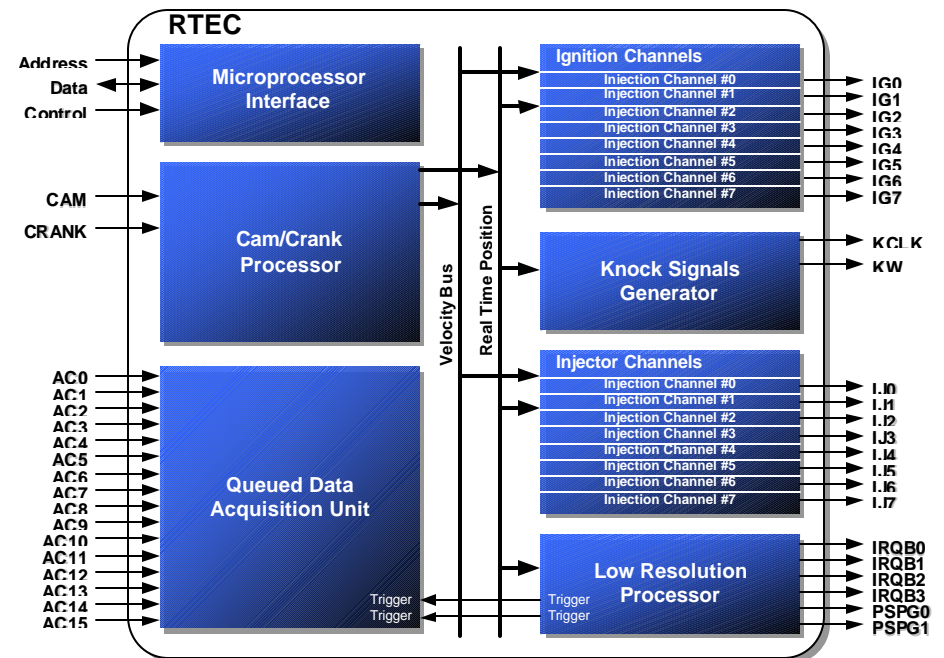 RTEC
Address
Data
Control
Microprocessor
Interface
CAM
CRANK
Cam/Crank
Processor
AC0
AC1
AC2
AC3
AC4
AC5
AC6
AC7
AC8
AC9
AC10
AC11
AC12
AC13
AC14
AC15
Queued Data
Acquisition Unit
Trigger
Trigger
Velocity Bus
Real Time Position
Ignition Channels
Injection Channel #0
Injection Channel #1
Injection Channel #2
Injection Channel #3
Injection Channel #4
Injection Channel #5
Injection Channel #6
Injection Channel #7
IG0
IG1
IG2
IG3
IG4
IG5
IG6
IG7
Knock Signals
Generator
KCLK
KW
Injector Channels
Injection Channel #0
Injection Channel #1
Injection Channel #2
Injection Channel #3
Injection Channel #4
Injection Channel #5
Injection Channel #6
Injection Channel #7
IJ0
IJ1
IJ2
IJ3
IJ4
IJ5
IJ6
IJ7
Low Resolution
Processor
Trigger
Trigger
IRQB0
IRQB1
IRQB2
IRQB3
PSPG0
PSPG1